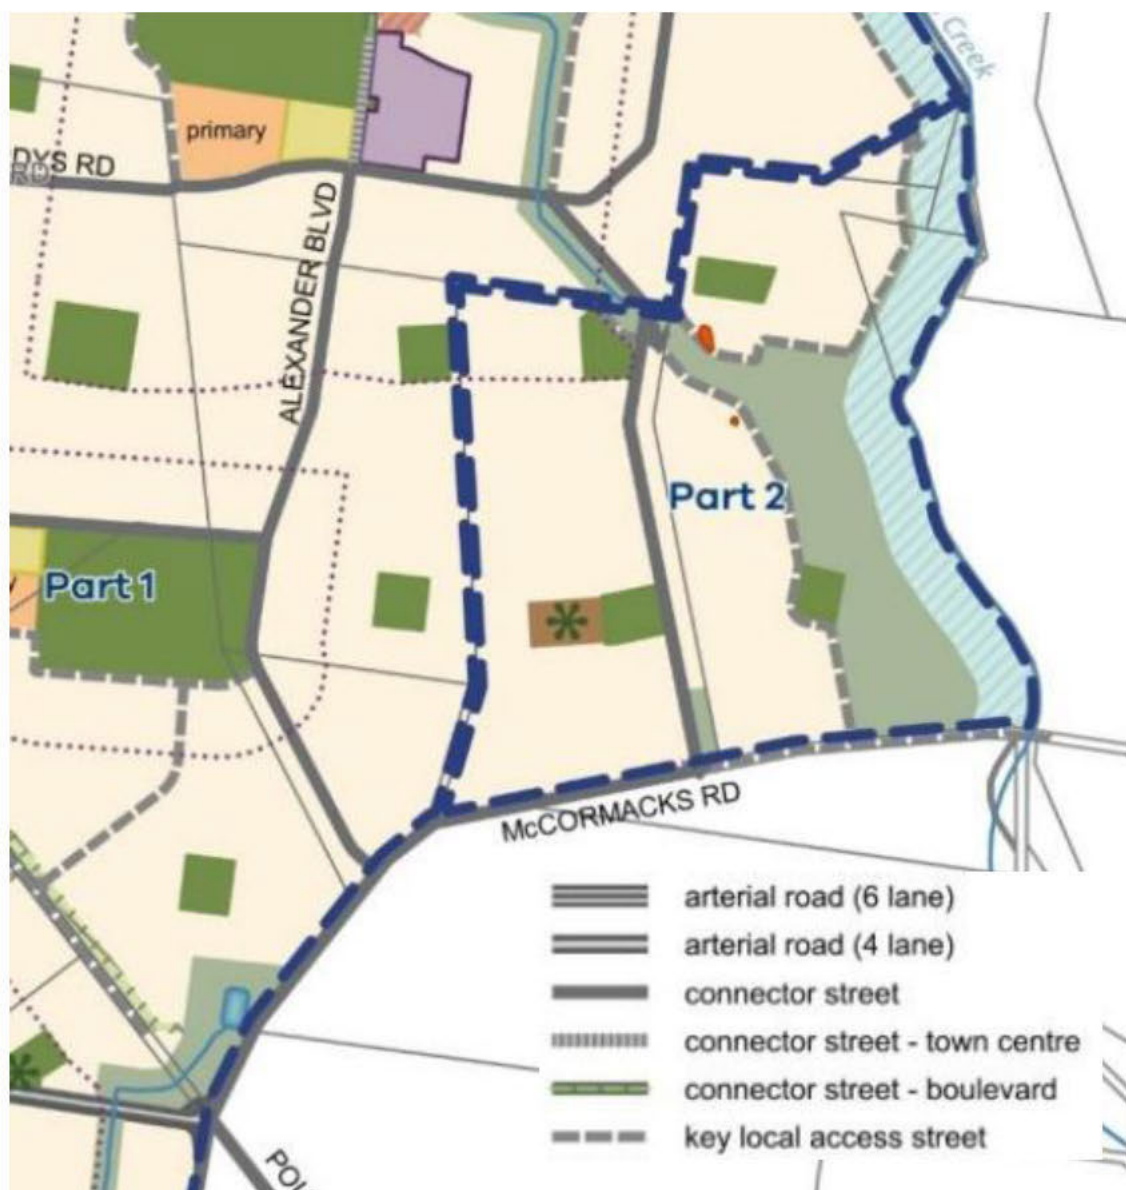 Creek
primary
DYS RD
RD
ALEXANDER BLVD
Part 2
Part 1
McCORMACKS RD
arterial road (6 lane)
arterial road (4 lane)
connector street
connector street - town centre
connector street - boulevard
key local access street